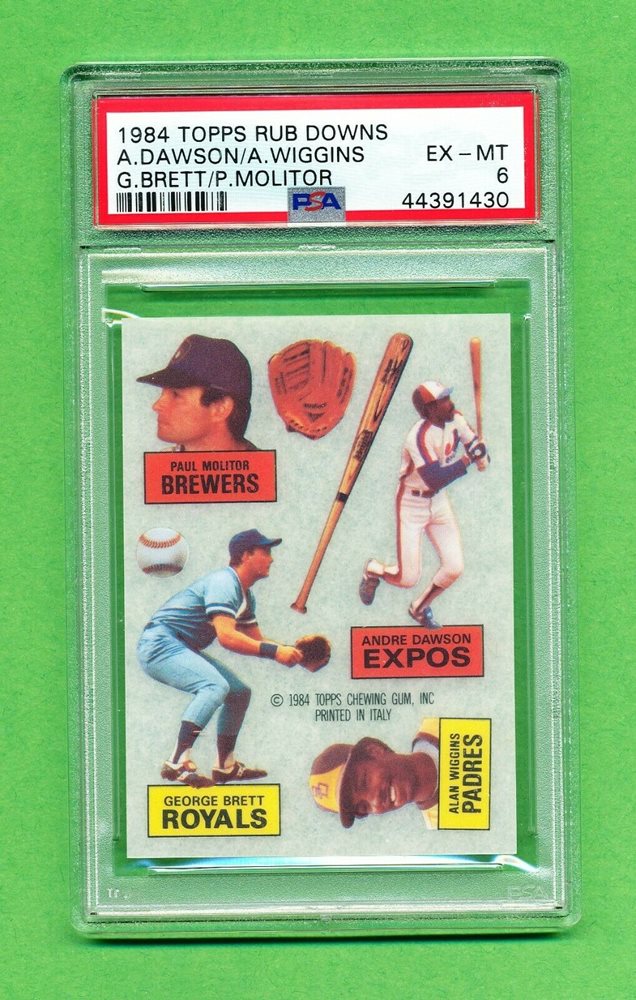 1984 TOPPS RUB DOWNS
A.DAWSON/A.WIGGINS EX – MT
G.BRETT/P.MOLITOR 6
PSA 44391430
PAUL MOLITOR
BREWERS
ANDRE DAWSON
EXPOS
© 1984 TOPPS CHEWING GUM, INC
PRINTED IN ITALY
GEORGE BRETT
ROYALS
ALAN WIGGINS
PADRES
PSA